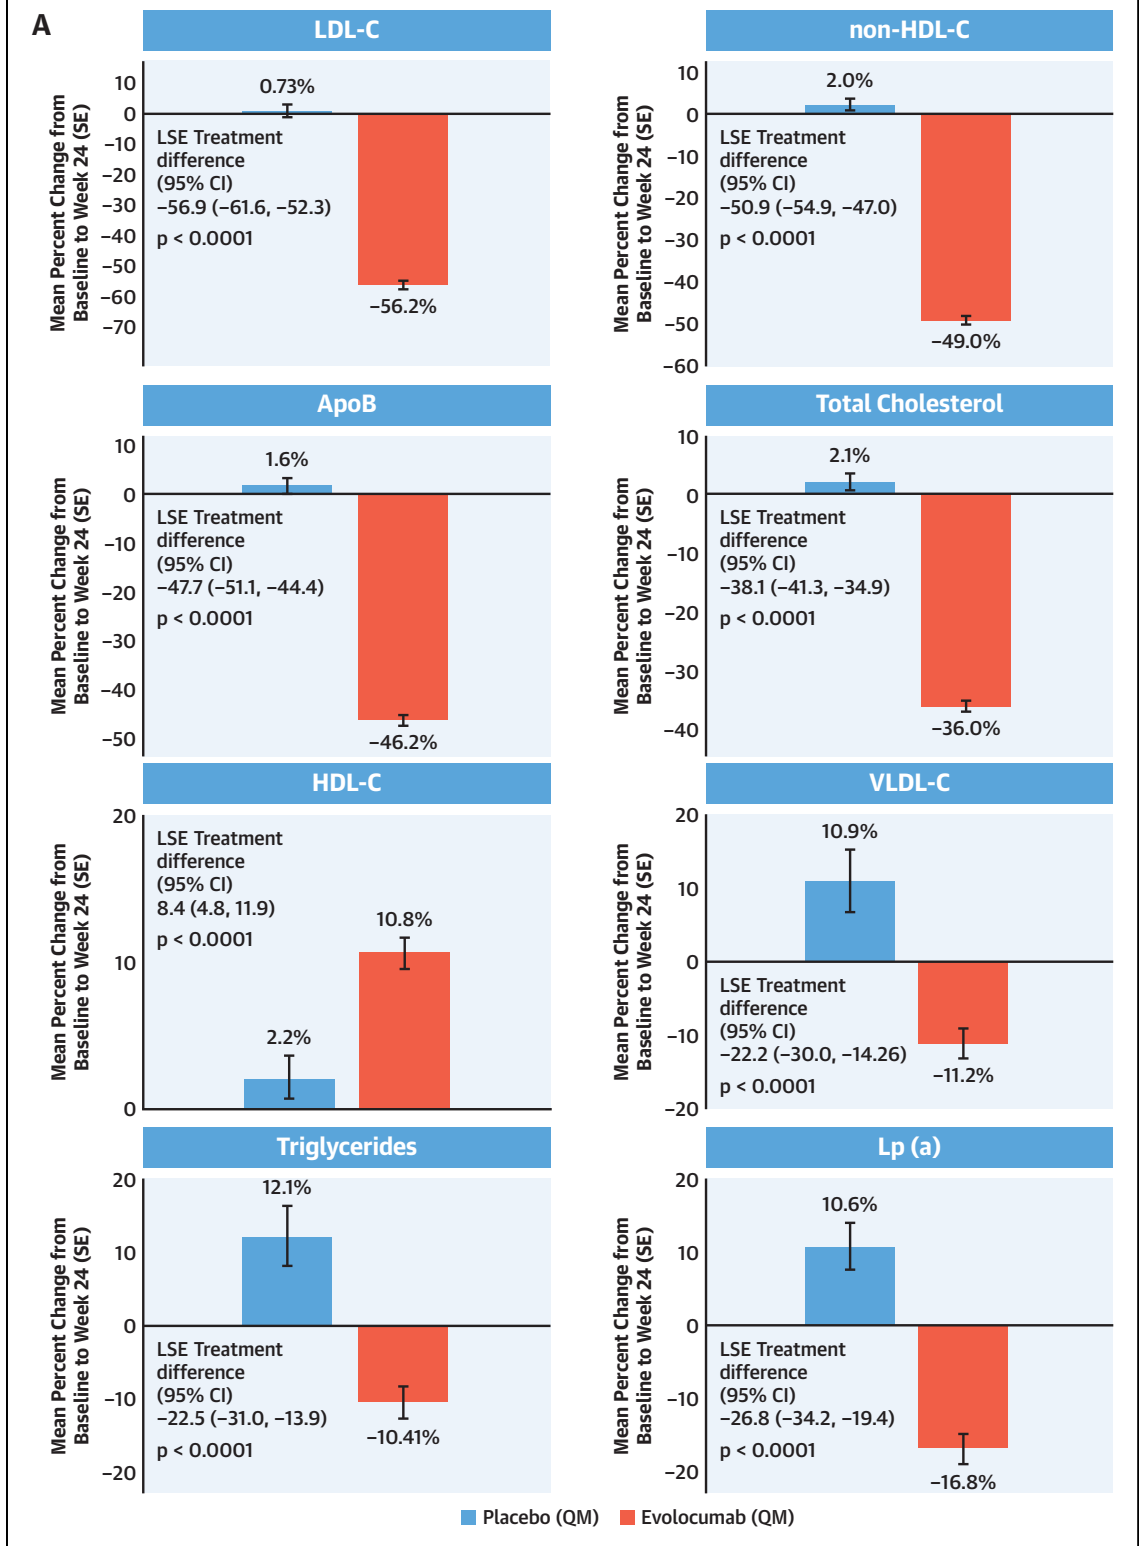 A
LDL-C
Mean Percent Change from
Baseline to Week 24 (SE)
10
0
−10
−20
−30
−40
−50
−60
−70
0.73%
LSE Treatment
difference
(95% CI)
−56.9 (−61.6, −52.3)
p < 0.0001
−56.2%
non-HDL-C
Mean Percent Change from
Baseline to Week 24 (SE)
10
0
−10
−20
−30
−40
−50
−60
2.0%
LSE Treatment
difference
(95% CI)
−50.9 (−54.9, −47.0)
p < 0.0001
−49.0%
ApoB
Mean Percent Change from
Baseline to Week 24 (SE)
10
0
−10
−20
−30
−40
−50
1.6%
LSE Treatment
difference
(95% CI)
−47.7 (−51.1, −44.4)
p < 0.0001
−46.2%
Total Cholesterol
Mean Percent Change from
Baseline to Week 24 (SE)
10
0
−10
−20
−30
−40
2.1%
LSE Treatment
difference
(95% CI)
−38.1 (−41.3, −34.9)
p < 0.0001
−36.0%
HDL-C
Mean Percent Change from
Baseline to Week 24 (SE)
20
10
0
LSE Treatment
difference
(95% CI)
8.4 (4.8, 11.9)
p < 0.0001
2.2%
10.8%
VLDL-C
Mean Percent Change from
Baseline to Week 24 (SE)
20
10
0
−10
−20
10.9%
LSE Treatment
difference
(95% CI)
−22.2 (−30.0, −14.26)
p < 0.0001
−11.2%
Triglycerides
Mean Percent Change from
Baseline to Week 24 (SE)
20
10
0
−10
−20
12.1%
LSE Treatment
difference
(95% CI)
−22.5 (−31.0, −13.9)
p < 0.0001
−10.41%
Lp (a)
Mean Percent Change from
Baseline to Week 24 (SE)
20
10
0
−10
−20
10.6%
LSE Treatment
difference
(95% CI)
−26.8 (−34.2, −19.4)
p < 0.0001
−16.8%
Placebo (QM)
Evolocumab (QM)